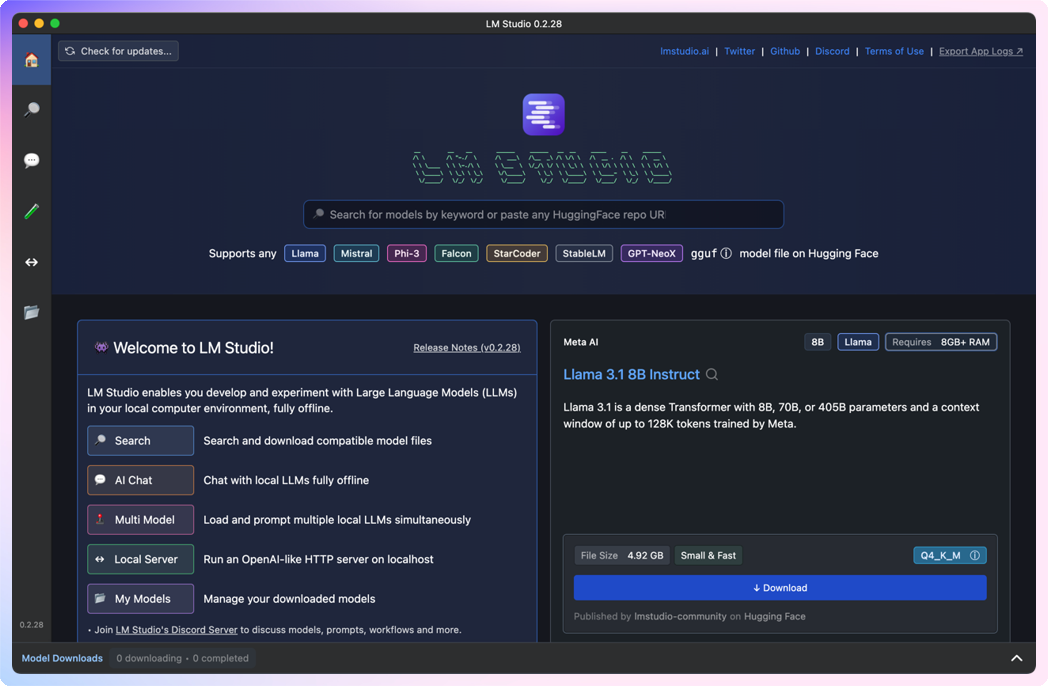 LM Studio 0.2.28
Check for updates...
lmstudio.ai | Twitter | Github | Discord | Terms of Use | Export App Logs ↗
LM STUDIO
Search for models by keyword or paste any HuggingFace repo URl
Supports any Llama Mistral Phi-3 Falcon StarCoder StableLM GPT-NeoX gguf ⓘ model file on Hugging Face
Welcome to LM Studio!
Release Notes (v0.2.28)
LM Studio enables you develop and experiment with Large Language Models (LLMs)
in your local computer environment, fully offline.
Search Search and download compatible model files
AI Chat Chat with local LLMs fully offline
Multi Model Load and prompt multiple local LLMs simultaneously
Local Server Run an OpenAI-like HTTP server on localhost
My Models Manage your downloaded models
• Join LM Studio's Discord Server to discuss models, prompts, workflows and more.
Meta AI 8B Llama Requires 8GB+ RAM
Llama 3.1 8B Instruct
Llama 3.1 is a dense Transformer with 8B, 70B, or 405B parameters and a context
window of up to 128K tokens trained by Meta.
File Size 4.92 GB Small & Fast Q4_K_M ⓘ
↓ Download
Published by lmstudio-community on Hugging Face
0.2.28
Model Downloads 0 downloading • 0 completed